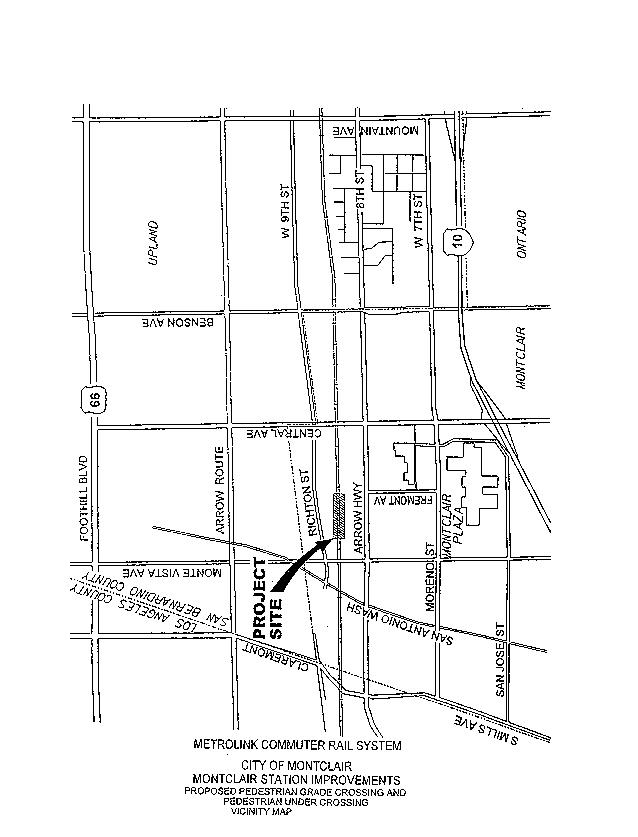 MOUNTAIN
AVE
W 9TH ST
8TH ST
W 7TH ST
UPLAND
10
ONTARIO
BENSON AVE
MONTCLAIR
66
CENTRAL AVE
FOOTHILL BLVD
ARROW ROUTE
RICHTON ST
ARROW HWY
FREMONT AV
MONTCLAIR
PLAZA
MONTE VISTA AVE
PROJECT
SITE
MORENO ST
LOS ANGELES COUNTY
SAN BERNARDINO COUNTY
SAN ANTONIO WASH
CLAREMONT
SAN JOSE ST
S MILLS AVE
METROLINK COMMUTER RAIL SYSTEM
CITY OF MONTCLAIR
MONTCLAIR STATION IMPROVEMENTS
PROPOSED PEDESTRIAN GRADE CROSSING AND
PEDESTRIAN UNDER CROSSING
VICINITY MAP